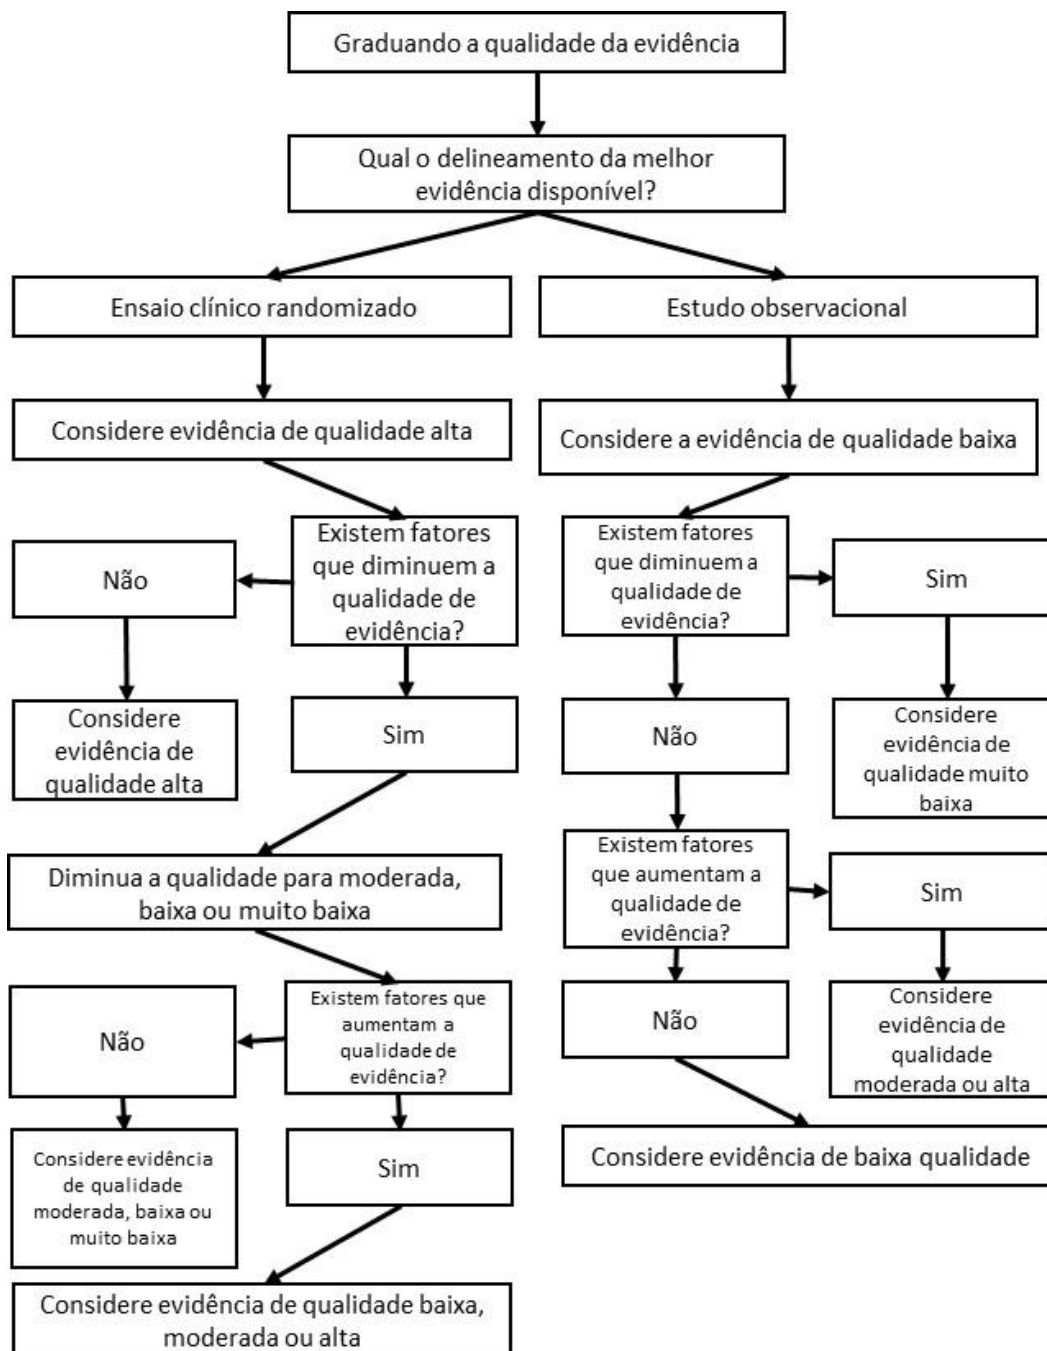 Graduando a qualidade da evidência
Qual o delineamento da melhor
evidência disponível?
Ensaio clínico randomizado
Estudo observacional
Considere evidência de qualidade alta
Considere a evidência de qualidade baixa
Existem fatores
que diminuem a
qualidade de
evidência?
Não
Existem fatores
que diminuem a
qualidade de
evidência?
Sim
Considere
evidência de
qualidade alta
Sim
Não
Considere
evidência de
qualidade muito
baixa
Diminua a qualidade para moderada,
baixa ou muito baixa
Existem fatores
que aumentam a
qualidade de
evidência?
Sim
Não
Existem fatores que
aumentam a
qualidade de
evidência?
Não
Considere
evidência de
qualidade
moderada ou alta
Considere evidência
de qualidade
moderada, baixa ou
muito baixa
Sim
Considere evidência de baixa qualidade
Considere evidência de qualidade baixa,
moderada ou alta